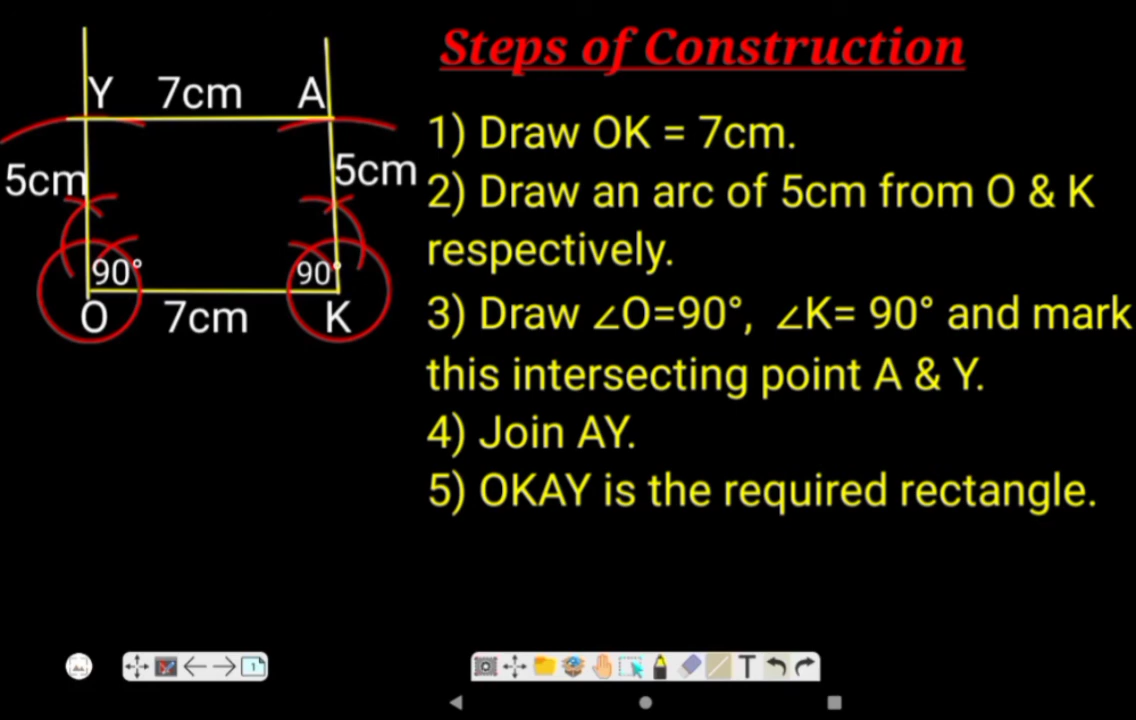 Steps of Construction
Y 7cm A
5cm 5cm
90° 90°
O 7cm K
1) Draw OK = 7cm.
2) Draw an arc of 5cm from O & K
respectively.
3) Draw ∠O=90°, ∠K= 90° and mark
this intersecting point A & Y.
4) Join AY.
5) OKAY is the required rectangle.
1
T